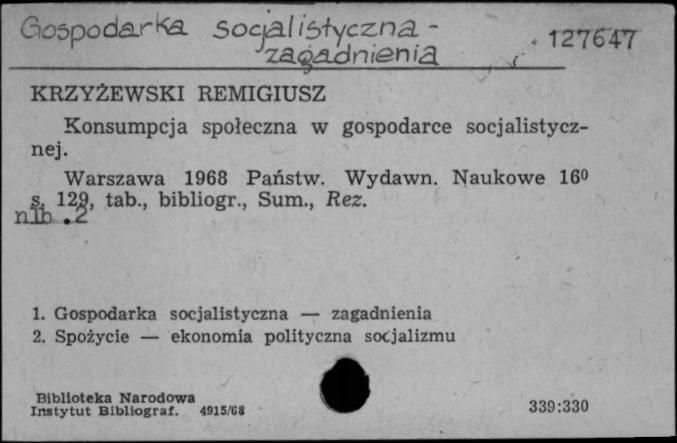 Gospodarka socjalistyczna -
zagadnienia
127647
KRZYŻEWSKI REMIGIUSZ
Konsumpcja społeczna w gospodarce socjalistycz-
nej.
Warszawa 1968 Państw. Wydawn. Naukowe 16⁰
s. 129, tab., bibliogr., Sum., Rez.
nlb .2
1. Gospodarka socjalistyczna — zagadnienia
2. Spożycie — ekonomia polityczna socjalizmu
Biblioteka Narodowa
Instytut Bibliograf. 4915/68
339:330